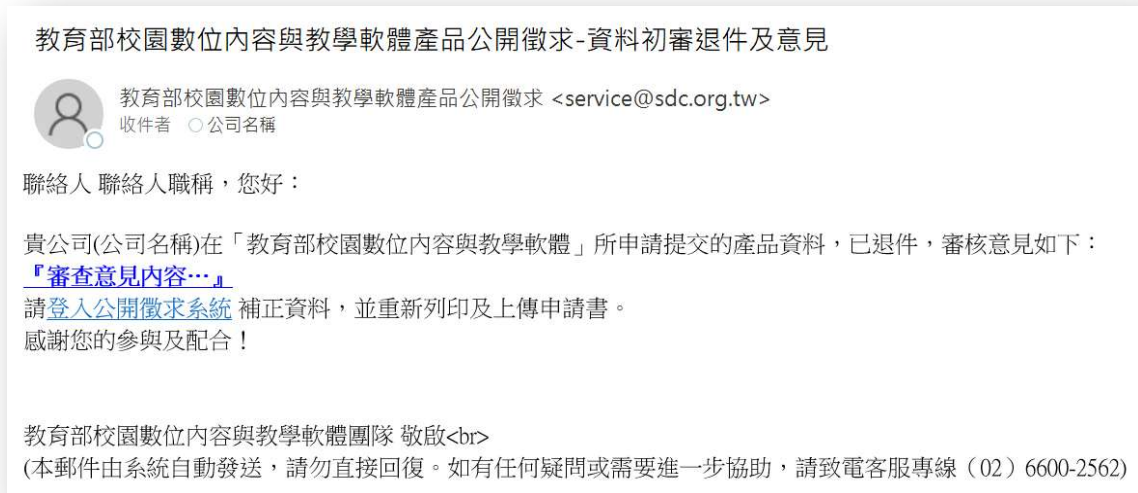 教育部校園數位內容與教學軟體產品公開徵求-資料初審退件及意見
教育部校園數位內容與教學軟體產品公開徵求 <service@sdc.org.tw>
收件者 ○公司名稱
聯絡人 聯絡人職稱，您好：
貴公司(公司名稱)在「教育部校園數位內容與教學軟體」所申請提交的產品資料，已退件，審核意見如下：
『審查意見內容…』
請登入公開徵求系統 補正資料，並重新列印及上傳申請書。
感謝您的參與及配合！
教育部校園數位內容與教學軟體團隊 敬啟<br>
(本郵件由系統自動發送，請勿直接回復。如有任何疑問或需要進一步協助，請致電客服專線（02）6600-2562)